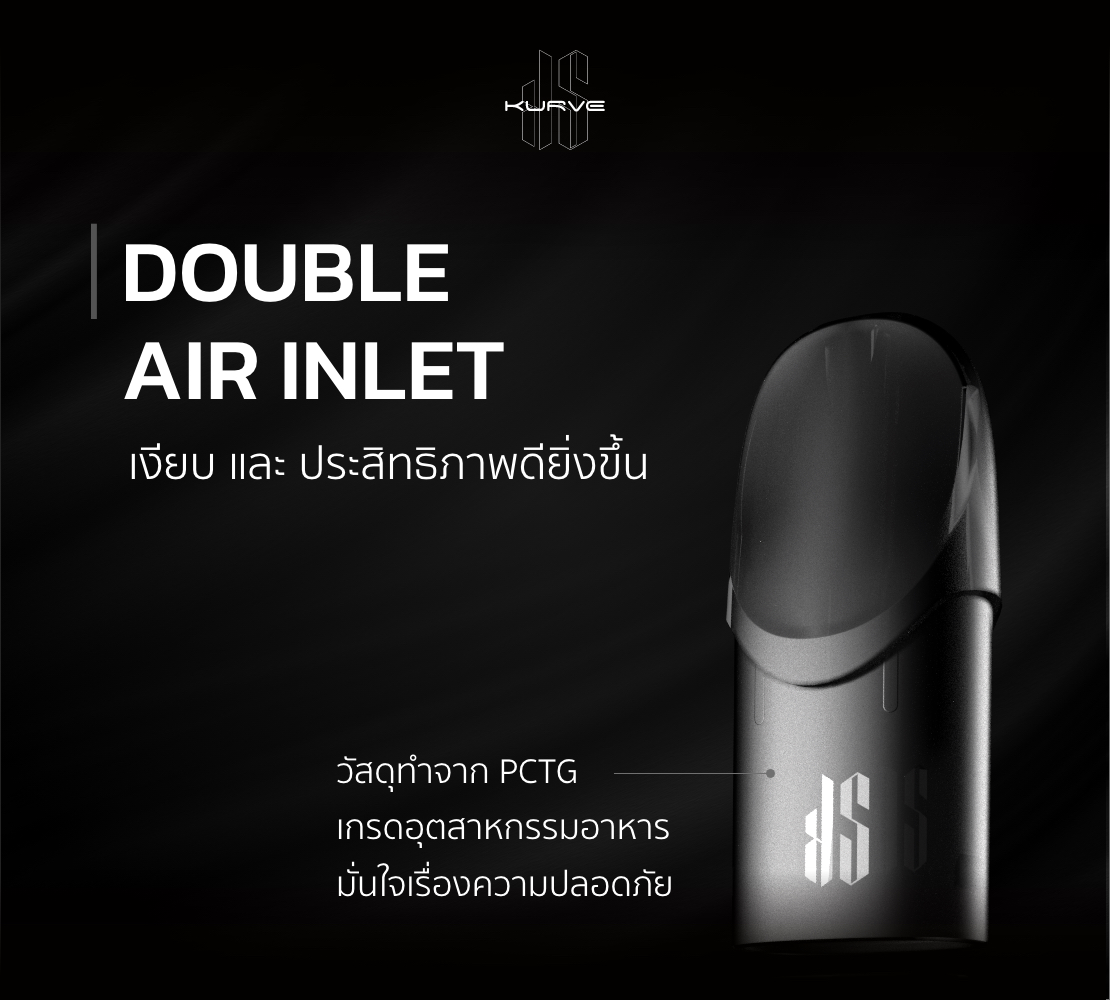 KURVE
DOUBLE
AIR INLET
เงียบ และ ประสิทธิภาพดียิ่งขึ้น
วัสดุทำจาก PCTG
เกรดอุตสาหกรรมอาหาร
มั่นใจเรื่องความปลอดภัย